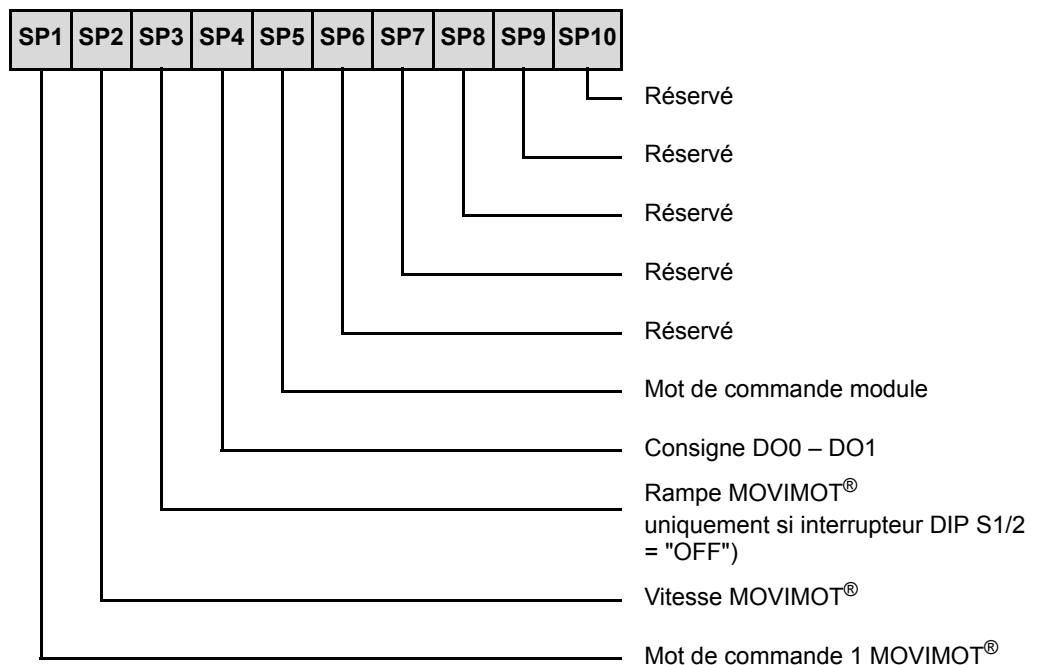 SP1 SP2 SP3 SP4 SP5 SP6 SP7 SP8 SP9 SP10
Réservé
Réservé
Réservé
Réservé
Réservé
Mot de commande module
Consigne DO0 – DO1
Rampe MOVIMOT®
uniquement si interrupteur DIP S1/2
= "OFF")
Vitesse MOVIMOT®
Mot de commande 1 MOVIMOT®